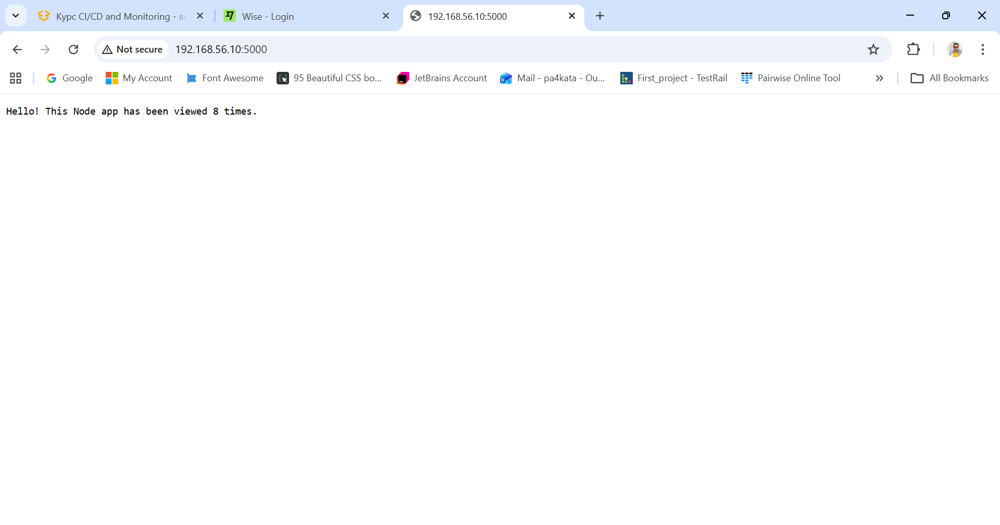 Курс CI/CD and Monitoring -
Wise - Login
192.168.56.10:5000
Not secure
192.168.56.10:5000
Google
My Account
Font Awesome
95 Beautiful CSS bo...
JetBrains Account
Mail - pa4kata - Ou...
First_project - TestRail
Pairwise Online Tool
All Bookmarks
Hello! This Node app has been viewed 8 times.